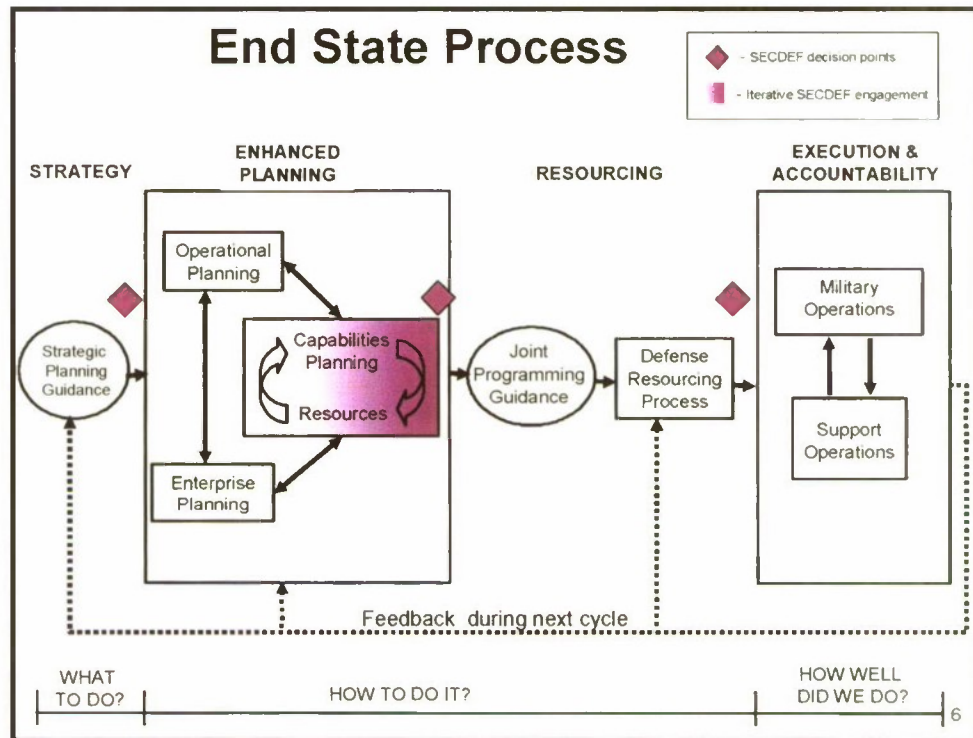 End State Process
- SECDEF decision points
- Iterative SECDEF engagement
STRATEGY
ENHANCED
PLANNING
RESOURCING
EXECUTION &
ACCOUNTABILITY
Operational
Planning
Strategic
Planning
Guidance
Capabilities
Planning
Resources
Enterprise
Planning
Joint
Programming
Guidance
Defense
Resourcing
Process
Military
Operations
Support
Operations
Feedback during next cycle
WHAT
TO DO?
HOW TO DO IT?
HOW WELL
DID WE DO?
6